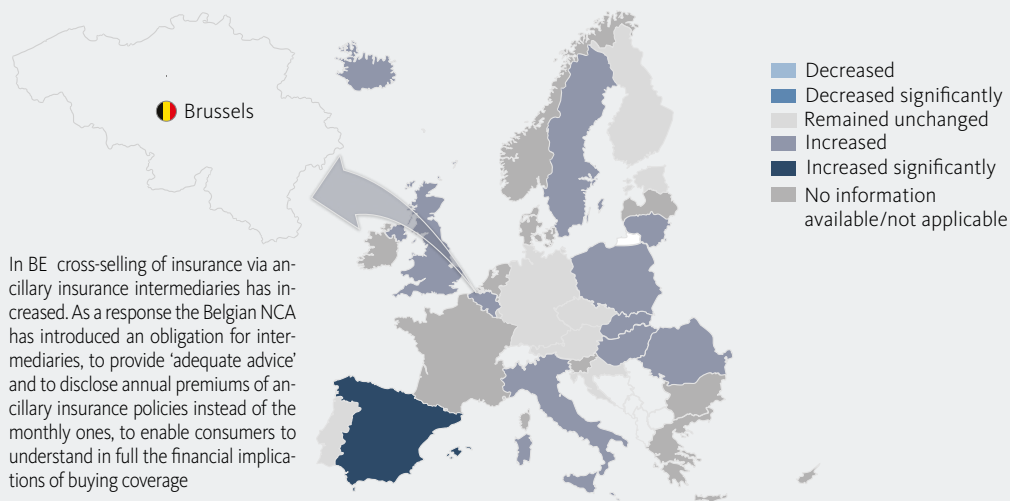 Brussels
In BE cross-selling of insurance via an-
cillary insurance intermediaries has in-
creased. As a response the Belgian NCA
has introduced an obligation for inter-
mediaries, to provide ‘adequate advice’
and to disclose annual premiums of an-
cillary insurance policies instead of the
monthly ones, to enable consumers to
understand in full the financial implica-
tions of buying coverage
Decreased
Decreased significantly
Remained unchanged
Increased
Increased significantly
No information
available/not applicable